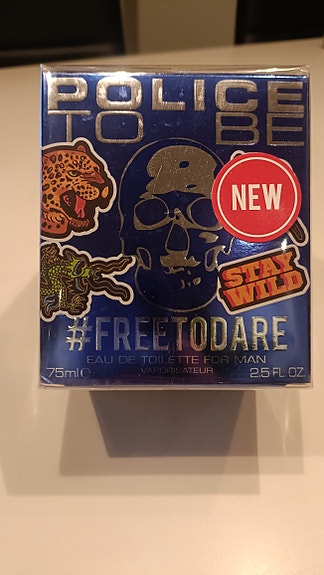 POLICE
TO BE
NEW
STAY
WILD
#FREETODARE
EAU DE TOILETTE FOR MAN
75ml ℮ VAPORISATEUR 2.5 FL.OZ.